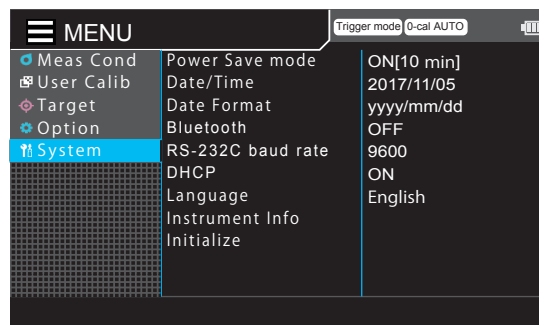 MENU
Trigger mode 0-cal AUTO
Meas Cond
User Calib
Target
Option
System
Power Save mode ON[10 min]
Date/Time 2017/11/05
Date Format yyyy/mm/dd
Bluetooth OFF
RS-232C baud rate 9600
DHCP ON
Language English
Instrument Info
Initialize